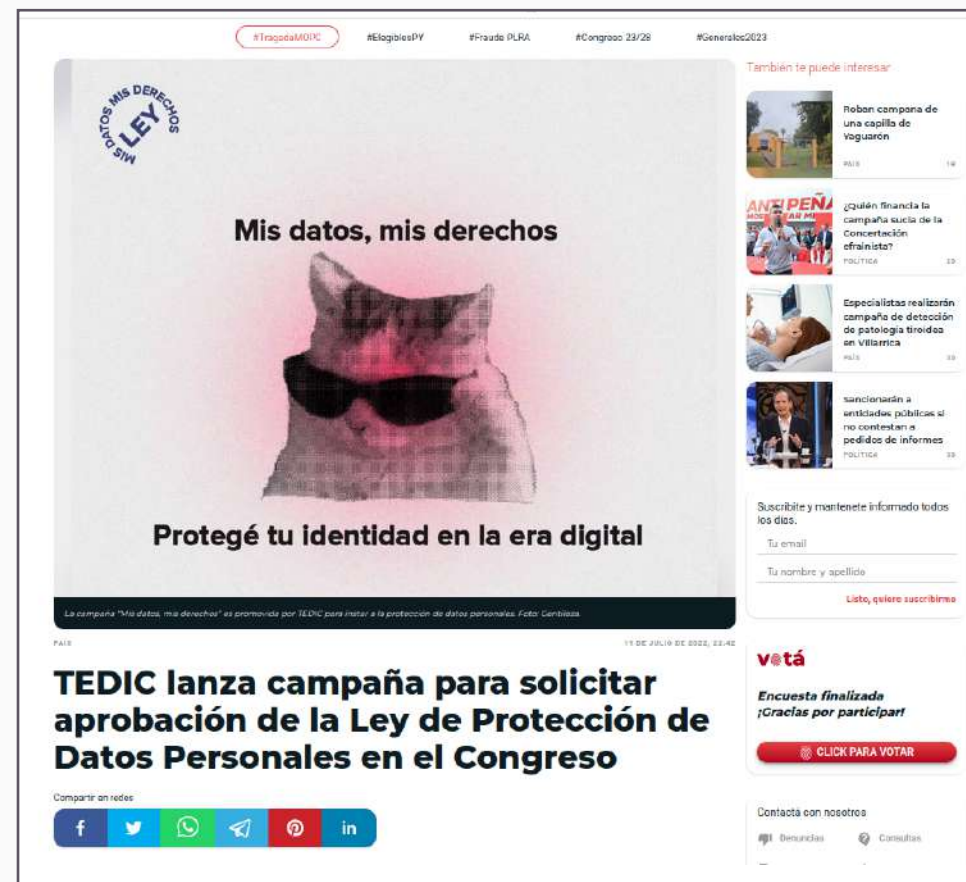 #TragadaMOPC #ElegiblesPY #Fraude PLRA #Congreso 23/28 #Generales2023
MIS DATOS MIS DERECHOS
LEY
Mis datos, mis derechos
Protegé tu identidad en la era digital
La campaña "Mis datos, mis derechos" es promovida por TEDIC para instar a la protección de datos personales. Foto: Gentileza.
PAÍS
11 DE JULIO DE 2022, 22:42
TEDIC lanza campaña para solicitar
aprobación de la Ley de Protección de
Datos Personales en el Congreso
Compartir en redes
f
in
También te puede interesar
Roban campana de
una capilla de
Yaguarón
PAÍS
ANTIPEÑA
¿Quién financia la
campaña sucia de la
Concertación
efrainista?
POLÍTICA
Especialistas realizarán
campaña de detección
de patología tiroidea
en Villarrica
PAÍS
Sancionarán a
entidades públicas si
no contestan a
pedidos de informes
POLÍTICA
Suscribite y mantenete informado todos
los días.
Tu email
Tu nombre y apellido
Listo, quiero suscribirme
votá
Encuesta finalizada
¡Gracias por participar!
CLICK PARA VOTAR
Contactá con nosotros
Denuncias Consultas